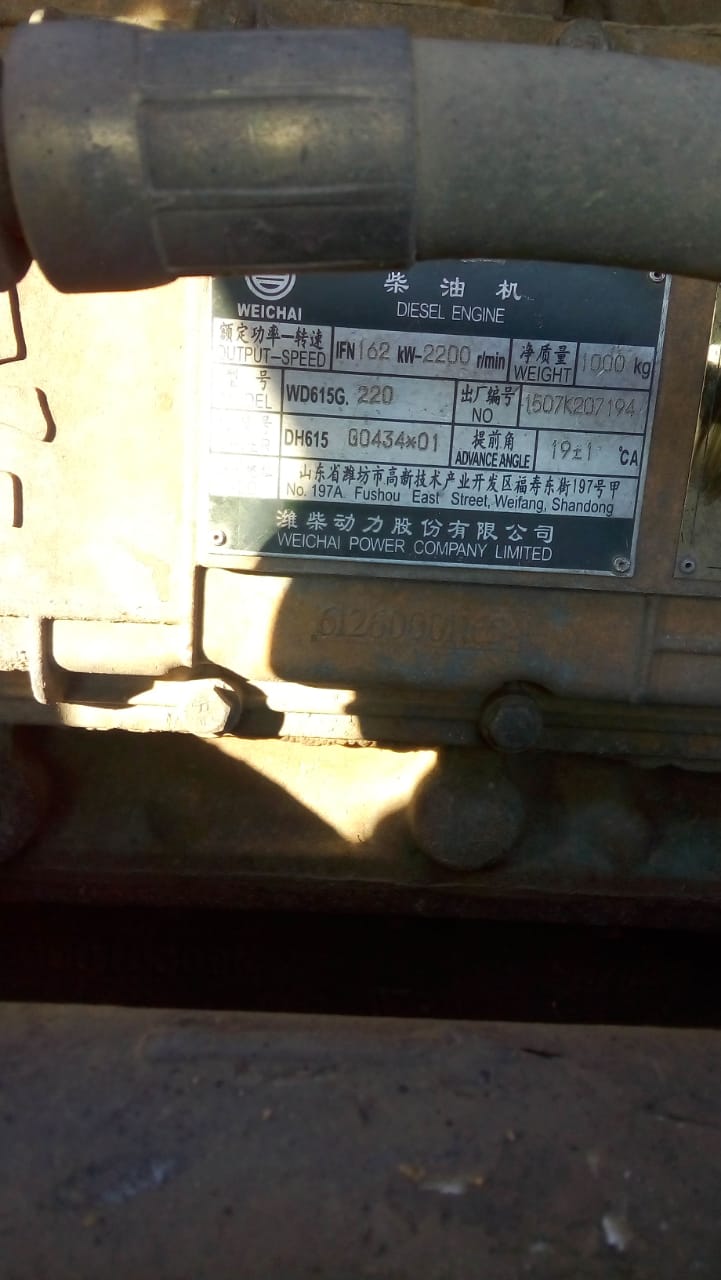 柴油机
WEICHAI
DIESEL ENGINE
额定功率—转速
OUTPUT-SPEED
IFN 162 kW-2200 r/min
净质量
WEIGHT
1000 kg
型号
WD615G. 220
出厂编号
NO
1507K207194
DH615 G0434*01
提前角
ADVANCE ANGLE
19±1 ℃A
山东省潍坊市高新技术产业开发区福寿东街197号甲
No. 197A Fushou East Street, Weifang, Shandong
潍柴动力股份有限公司
WEICHAI POWER COMPANY LIMITED